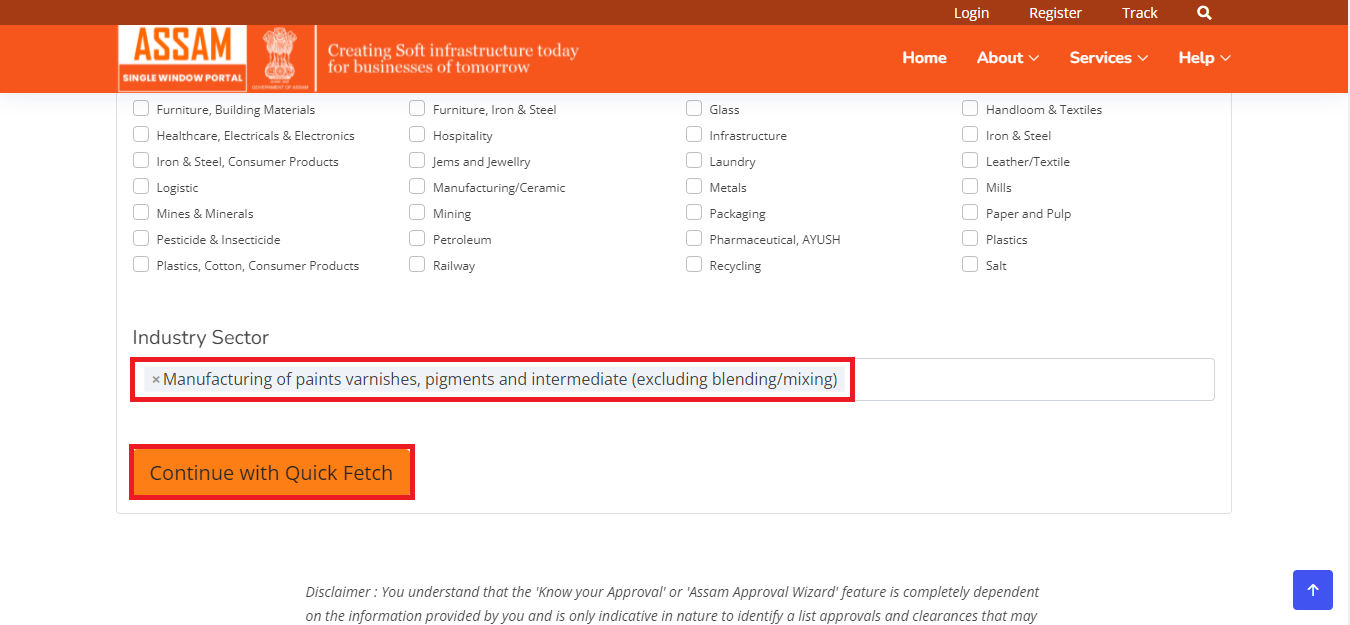 Login Register Track
ASSAM
SINGLE WINDOW PORTAL
GOVERNMENT OF ASSAM
Creating Soft infrastructure today
for businesses of tomorrow
Home About Services Help
Furniture, Building Materials Furniture, Iron & Steel Glass Handloom & Textiles
Healthcare, Electricals & Electronics Hospitality Infrastructure Iron & Steel
Iron & Steel, Consumer Products Jems and Jewellry Laundry Leather/Textile
Logistic Manufacturing/Ceramic Metals Mills
Mines & Minerals Mining Packaging Paper and Pulp
Pesticide & Insecticide Petroleum Pharmaceutical, AYUSH Plastics
Plastics, Cotton, Consumer Products Railway Recycling Salt
Industry Sector
×Manufacturing of paints varnishes, pigments and intermediate (excluding blending/mixing)
Continue with Quick Fetch
Disclaimer : You understand that the 'Know your Approval' or 'Assam Approval Wizard' feature is completely dependent
on the information provided by you and is only indicative in nature to identify a list approvals and clearances that may